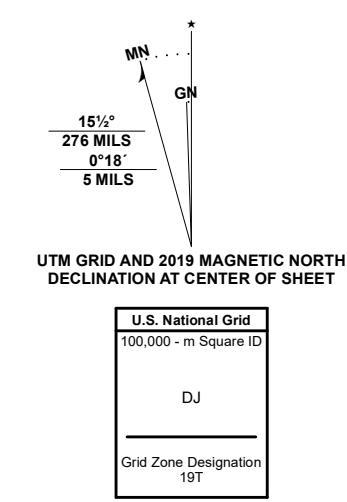 ★
MN
GN
15½°
276 MILS
0°18´
5 MILS
UTM GRID AND 2019 MAGNETIC NORTH
DECLINATION AT CENTER OF SHEET
U.S. National Grid
100,000 - m Square ID
DJ
Grid Zone Designation
19T